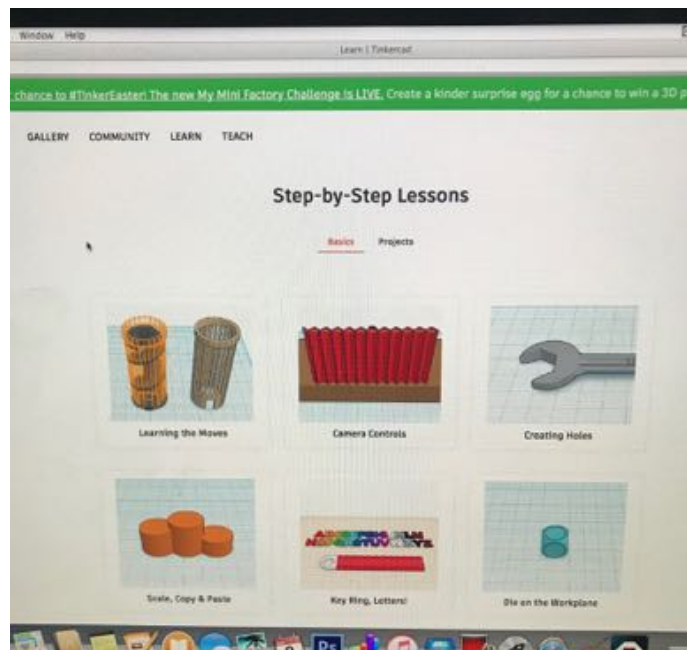 Window Help
Learn | Tinkercad
chance to #TinkerEaster! The new My Mini Factory Challenge is LIVE. Create a kinder surprise egg for a chance to win a 3D p
GALLERY COMMUNITY LEARN TEACH
Step-by-Step Lessons
Basics Projects
Learning the Moves Camera Controls Creating Holes
Scale, Copy & Paste Key Ring, Letters! Die on the Workplane
Ps